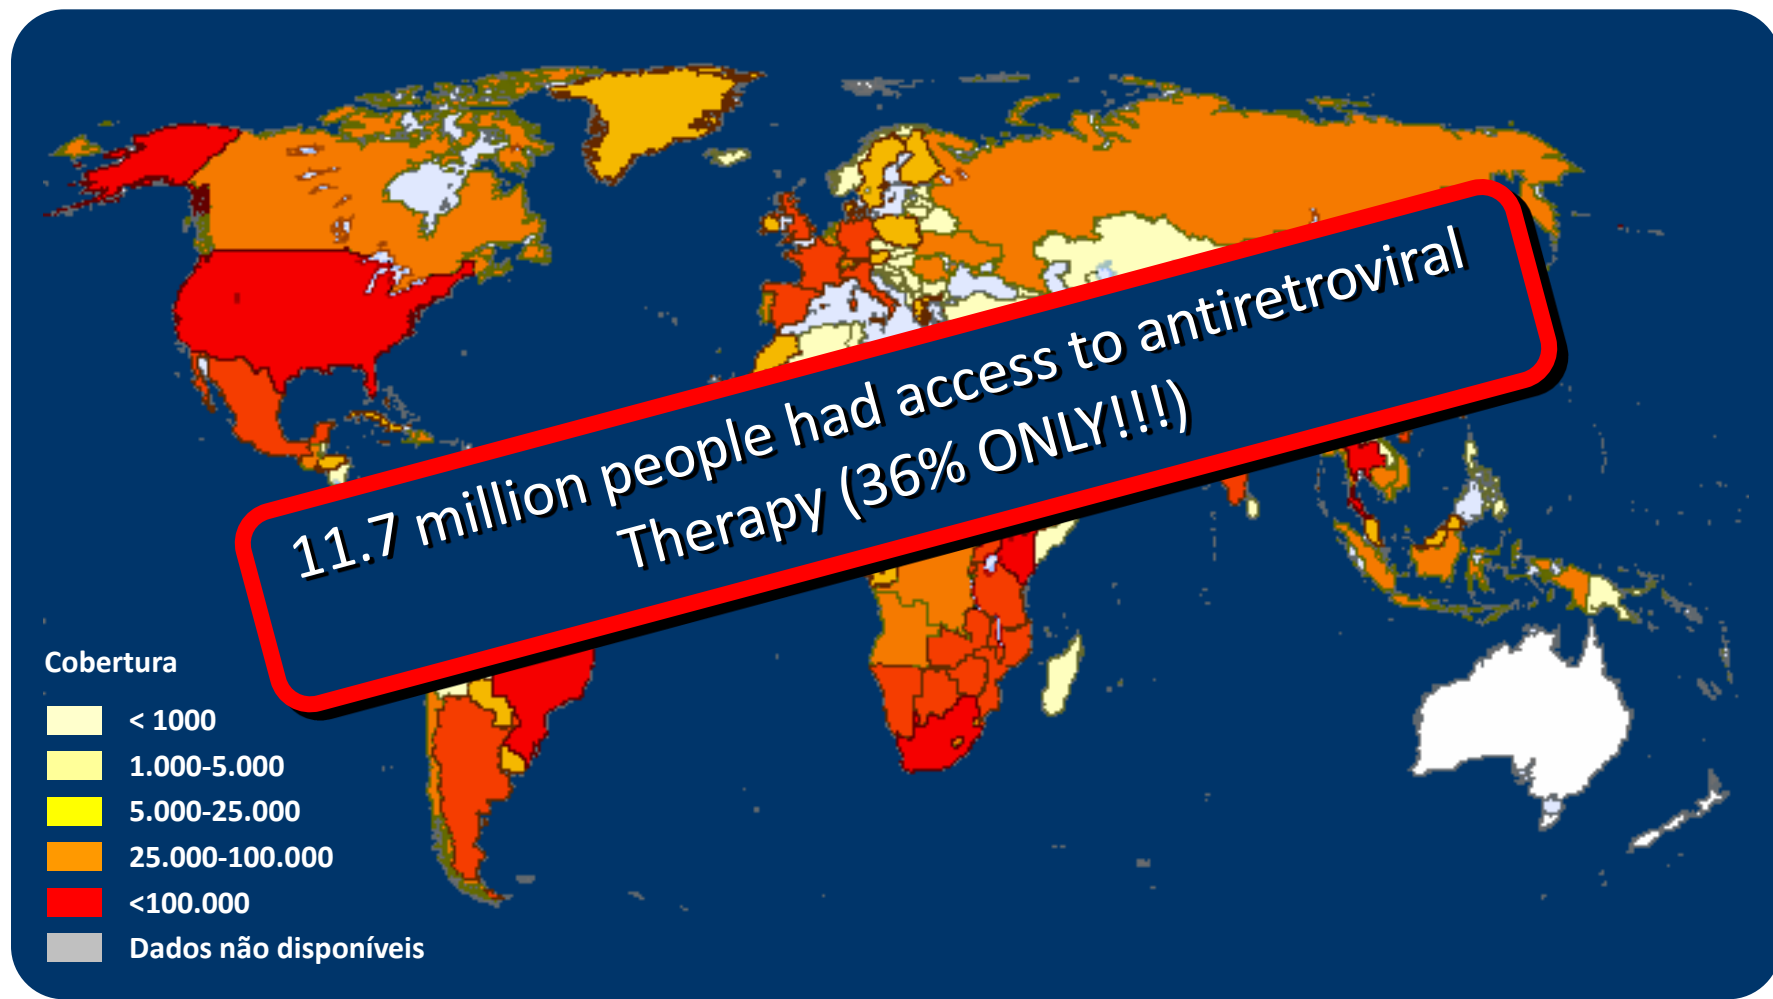 11.7 million people had access to antiretroviral
Therapy (36% ONLY!!!)
Cobertura
< 1000
1.000-5.000
5.000-25.000
25.000-100.000
<100.000
Dados não disponíveis